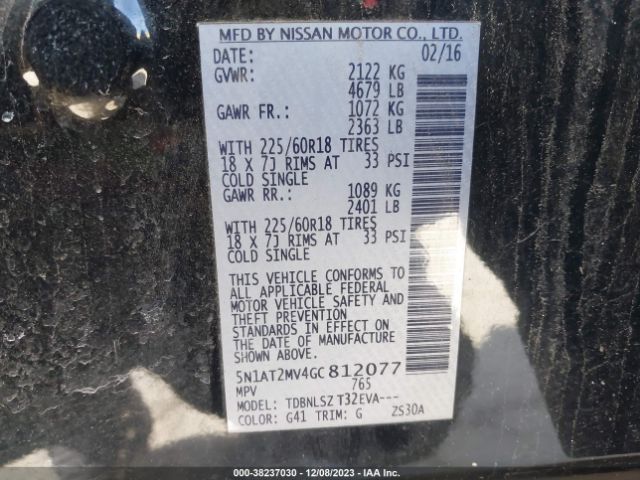 MFD BY NISSAN MOTOR CO., LTD.
DATE: 02/16
GVWR: 2122 KG
4679 LB
GAWR FR.: 1072 KG
2363 LB
WITH 225/60R18 TIRES
18 X 7J RIMS AT 33 PSI
COLD SINGLE
GAWR RR.: 1089 KG
2401 LB
WITH 225/60R18 TIRES
18 X 7J RIMS AT 33 PSI
COLD SINGLE
THIS VEHICLE CONFORMS TO
ALL APPLICABLE FEDERAL
MOTOR VEHICLE SAFETY AND
THEFT PREVENTION
STANDARDS IN EFFECT ON
THE DATE OF MANUFACTURE
SHOWN ABOVE.
5N1AT2MV4GC812077
MPV 765
MODEL: TDBNLSZ T32EVA---
COLOR: G41 TRIM: G ZS30A
000-38237030 - 12/08/2023 - IAA Inc.